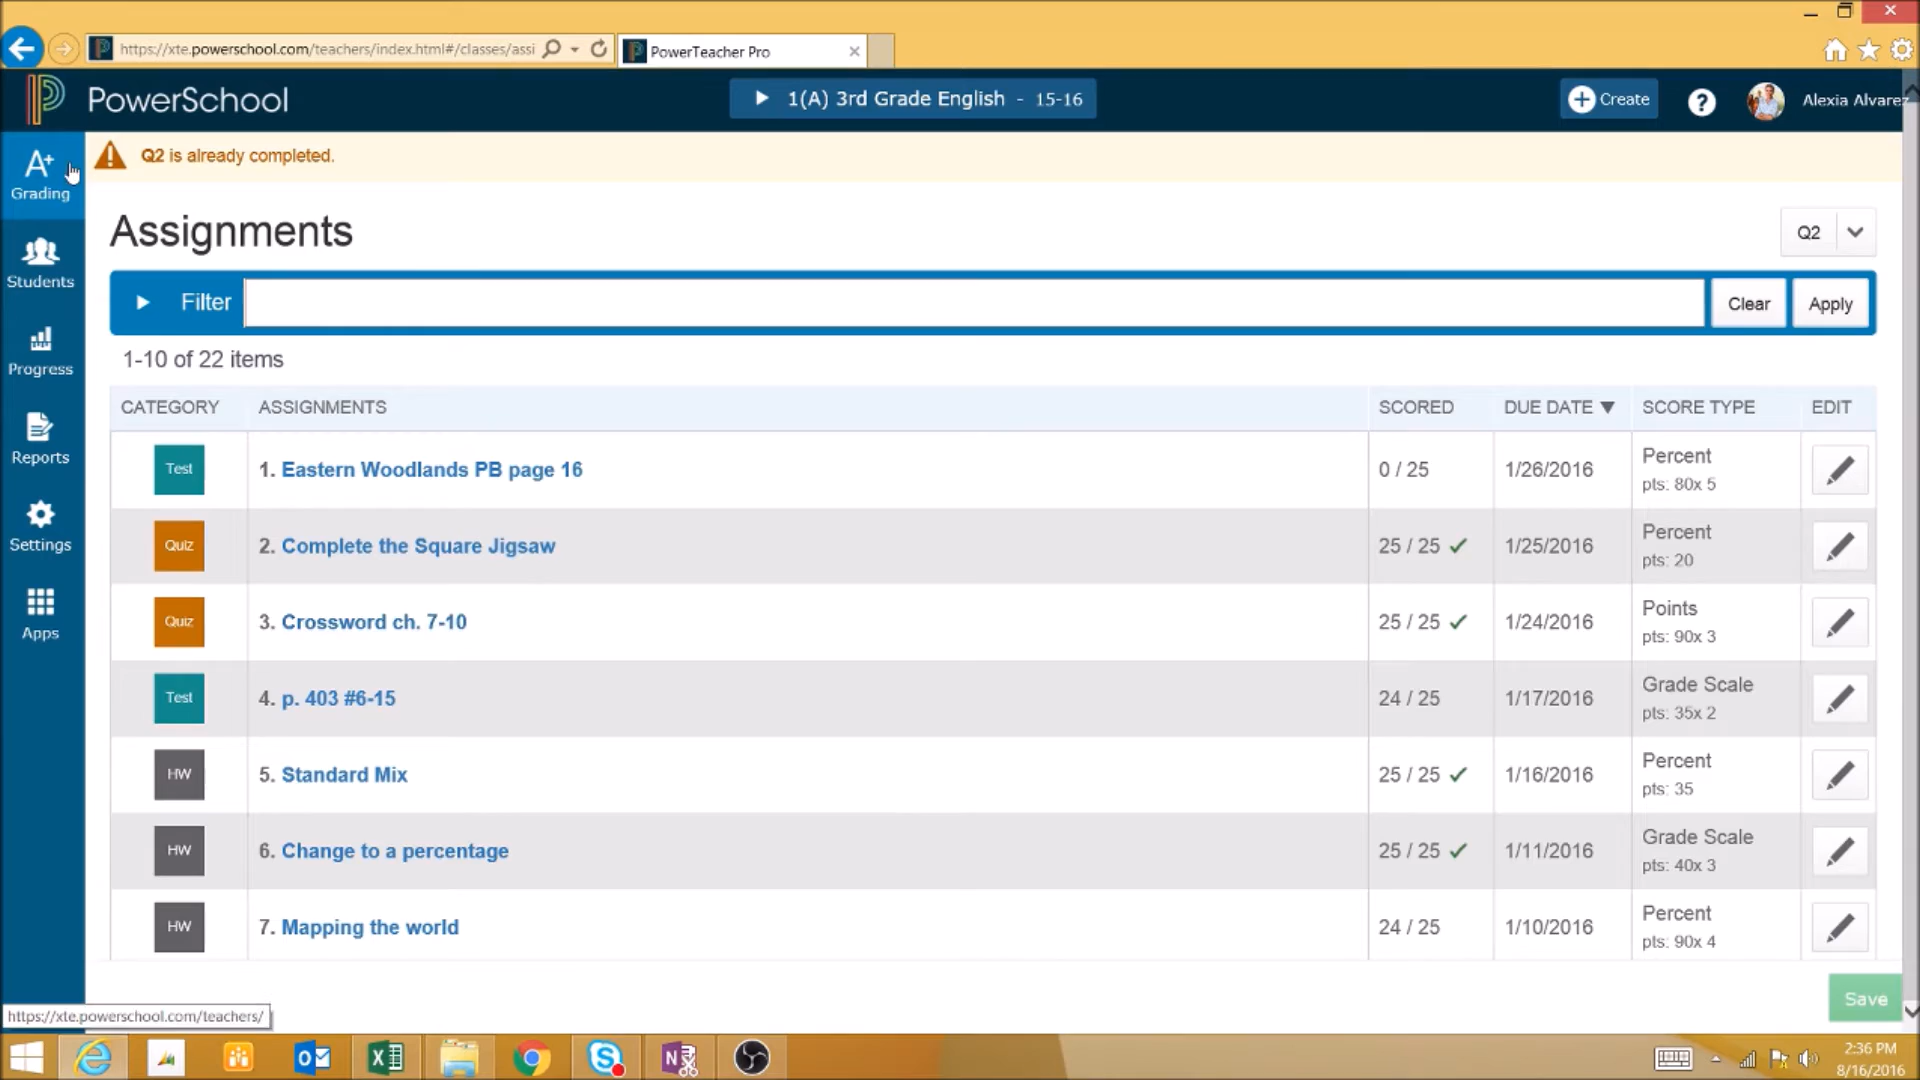 https://xte.powerschool.com/teachers/index.html#/classes/assi
PowerTeacher Pro
PowerSchool
1(A) 3rd Grade English - 15-16
Create
?
Alexia Alvarez
A+
Grading
Q2 is already completed.
Students
Progress
Reports
Settings
Apps
Assignments
Q2
Filter
Clear
Apply
1-10 of 22 items
CATEGORY ASSIGNMENTS SCORED DUE DATE SCORE TYPE EDIT
Test 1. Eastern Woodlands PB page 16 0 / 25 1/26/2016 Percent
pts: 80x 5
Quiz 2. Complete the Square Jigsaw 25 / 25 1/25/2016 Percent
pts: 20
Quiz 3. Crossword ch. 7-10 25 / 25 1/24/2016 Points
pts: 90x 3
Test 4. p. 403 #6-15 24 / 25 1/17/2016 Grade Scale
pts: 35x 2
HW 5. Standard Mix 25 / 25 1/16/2016 Percent
pts: 35
HW 6. Change to a percentage 25 / 25 1/11/2016 Grade Scale
pts: 40x 3
HW 7. Mapping the world 24 / 25 1/10/2016 Percent
pts: 90x 4
Save
https://xte.powerschool.com/teachers/
2:36 PM
8/16/2016